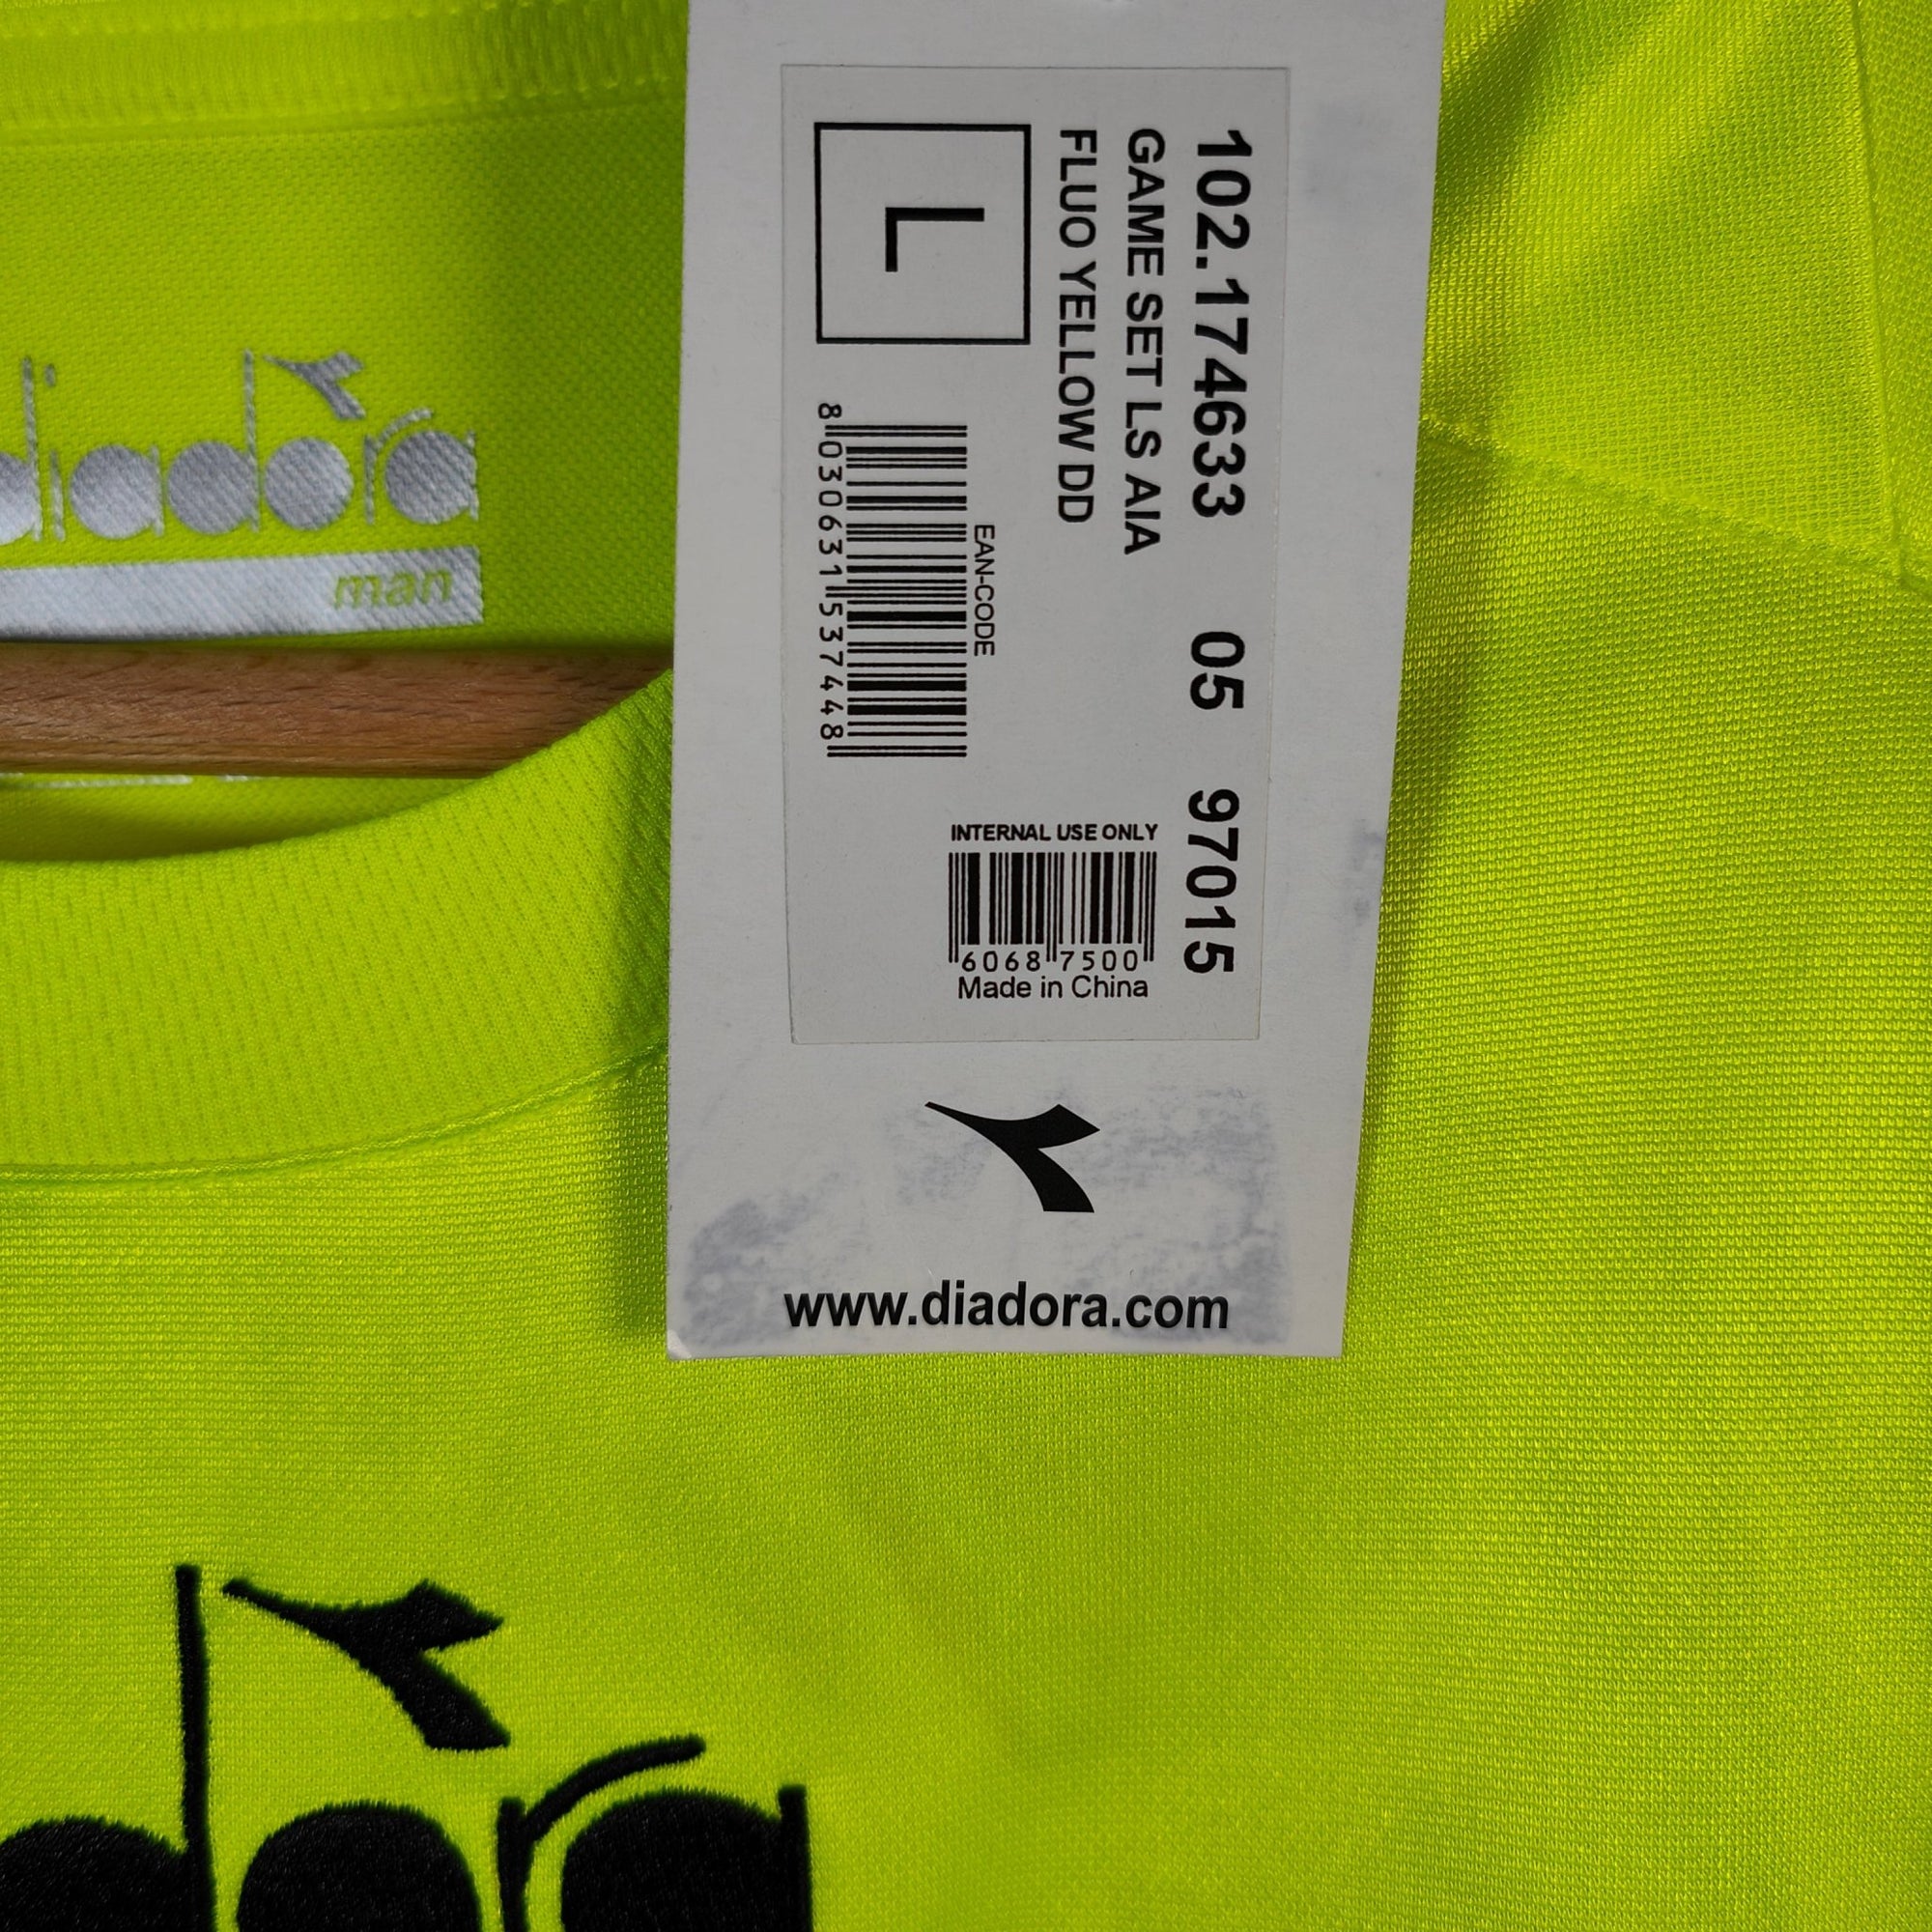 102.174633 05 97015
GAME SET LS AIA
FLUO YELLOW DD
L
EAN-CODE
8 030631 537448
INTERNAL USE ONLY
6068 7500
Made in China
www.diadora.com
diadora
man